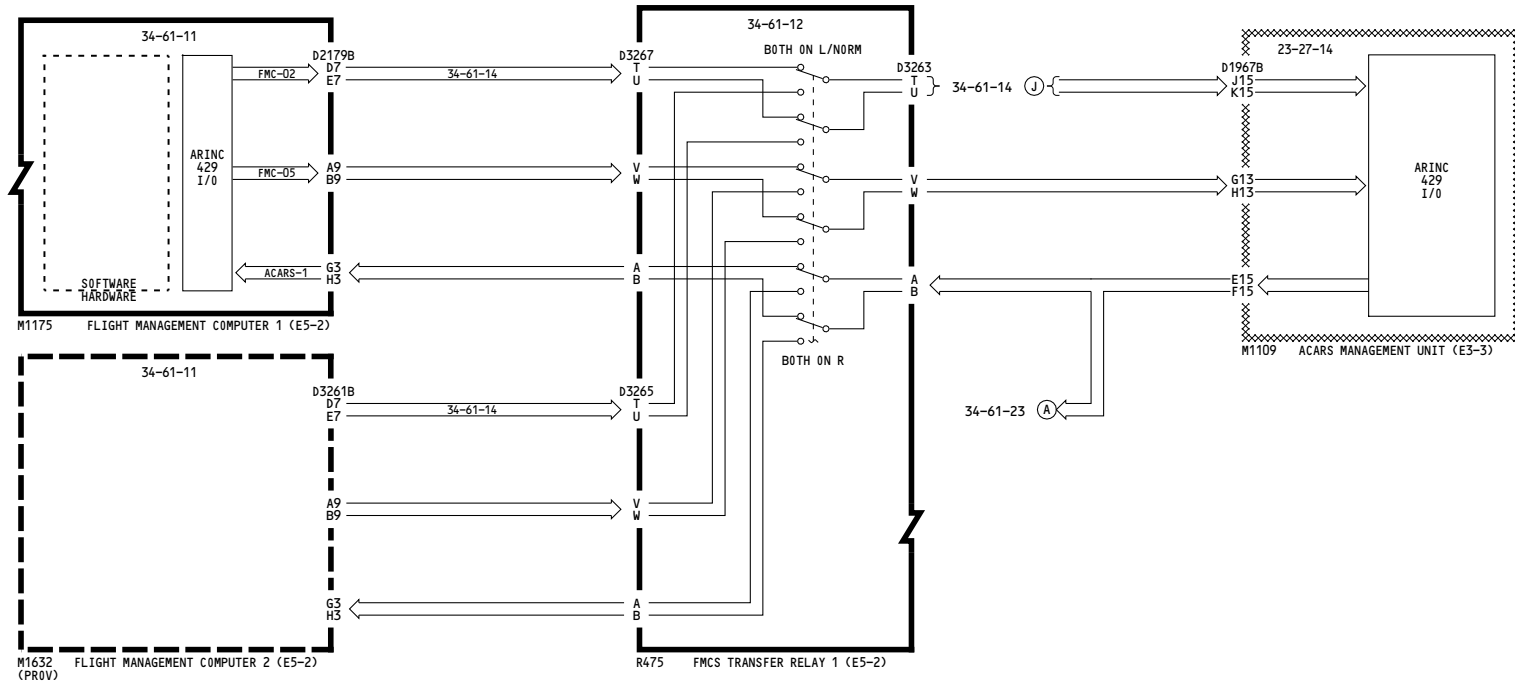 34-61-11
SOFTWARE
HARDWARE
ARINC
429
I/O
FMC-02
FMC-05
ACARS-1
D2179B
D7
E7
A9
B9
G3
H3
M1175 FLIGHT MANAGEMENT COMPUTER 1 (E5-2)
34-61-14
34-61-11
D3261B
D7
E7
A9
B9
G3
H3
M1632 FLIGHT MANAGEMENT COMPUTER 2 (E5-2)
(PROV)
34-61-14
34-61-12
BOTH ON L/NORM
D3267
T
U
V
W
A
B
D3265
T
U
V
W
A
B
BOTH ON R
D3263
T
U
V
W
A
B
R475 FMCS TRANSFER RELAY 1 (E5-2)
34-61-14 J
34-61-23 A
23-27-14
D1967B
J15
K15
G13
H13
E15
F15
ARINC
429
I/O
M1109 ACARS MANAGEMENT UNIT (E3-3)